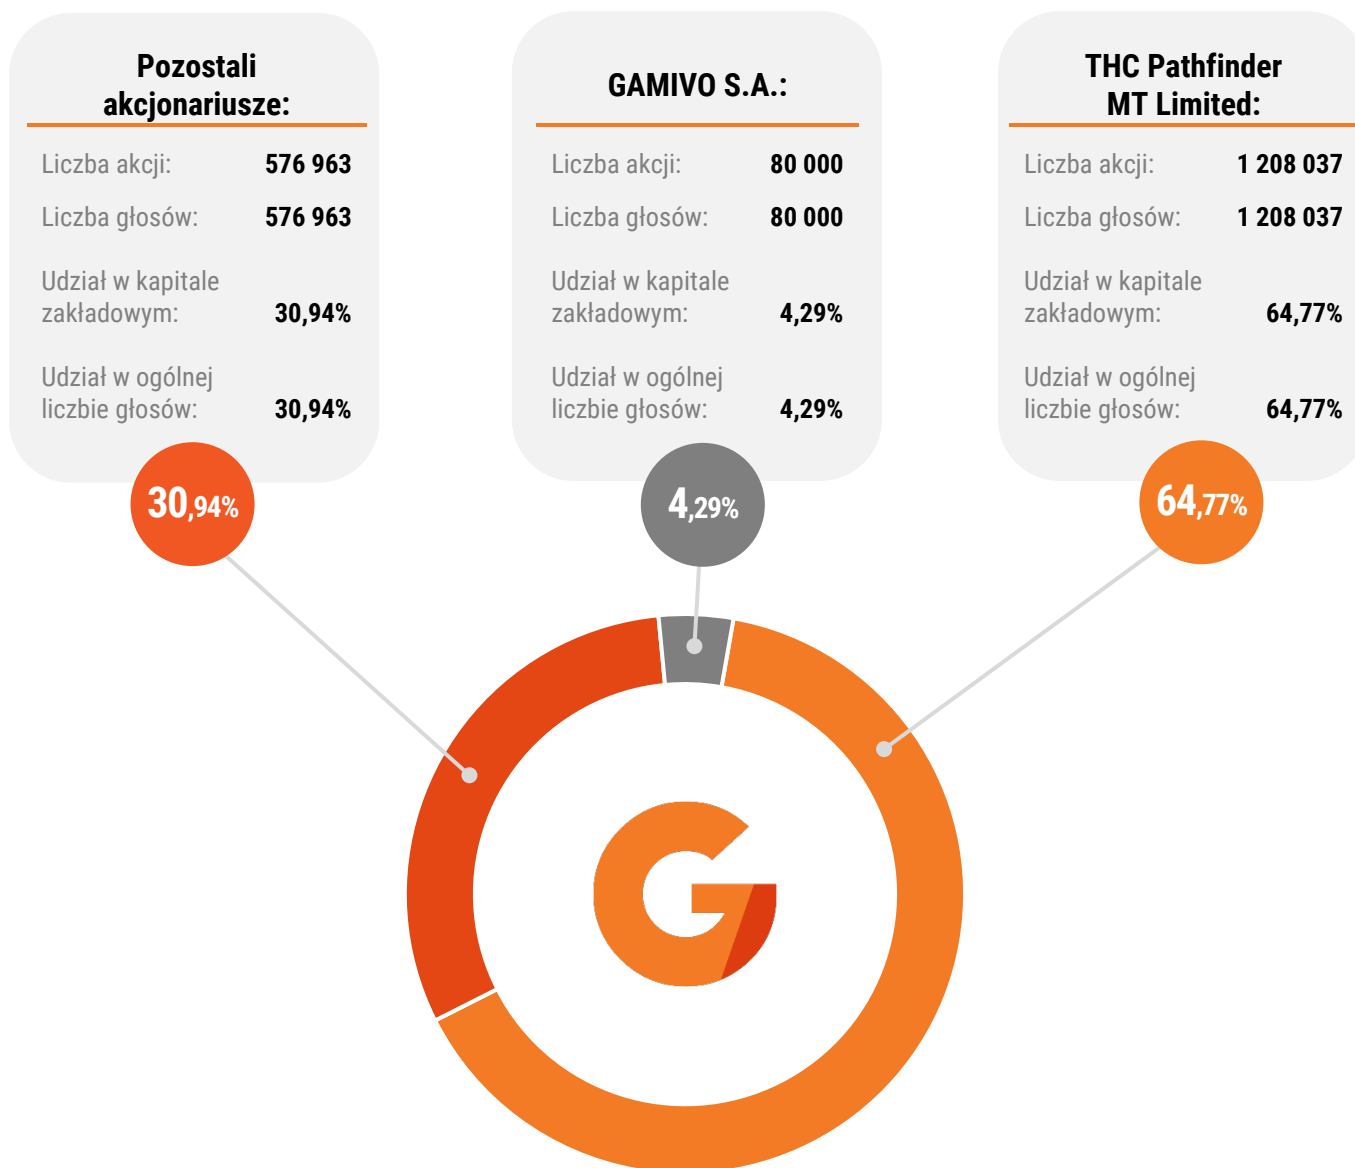 Pozostali
akcjonariusze:
Liczba akcji: 576 963
Liczba głosów: 576 963
Udział w kapitale
zakładowym: 30,94%
Udział w ogólnej
liczbie głosów: 30,94%
30,94%
GAMIVO S.A.:
Liczba akcji: 80 000
Liczba głosów: 80 000
Udział w kapitale
zakładowym: 4,29%
Udział w ogólnej
liczbie głosów: 4,29%
4,29%
THC Pathfinder
MT Limited:
Liczba akcji: 1 208 037
Liczba głosów: 1 208 037
Udział w kapitale
zakładowym: 64,77%
Udział w ogólnej
liczbie głosów: 64,77%
64,77%
G